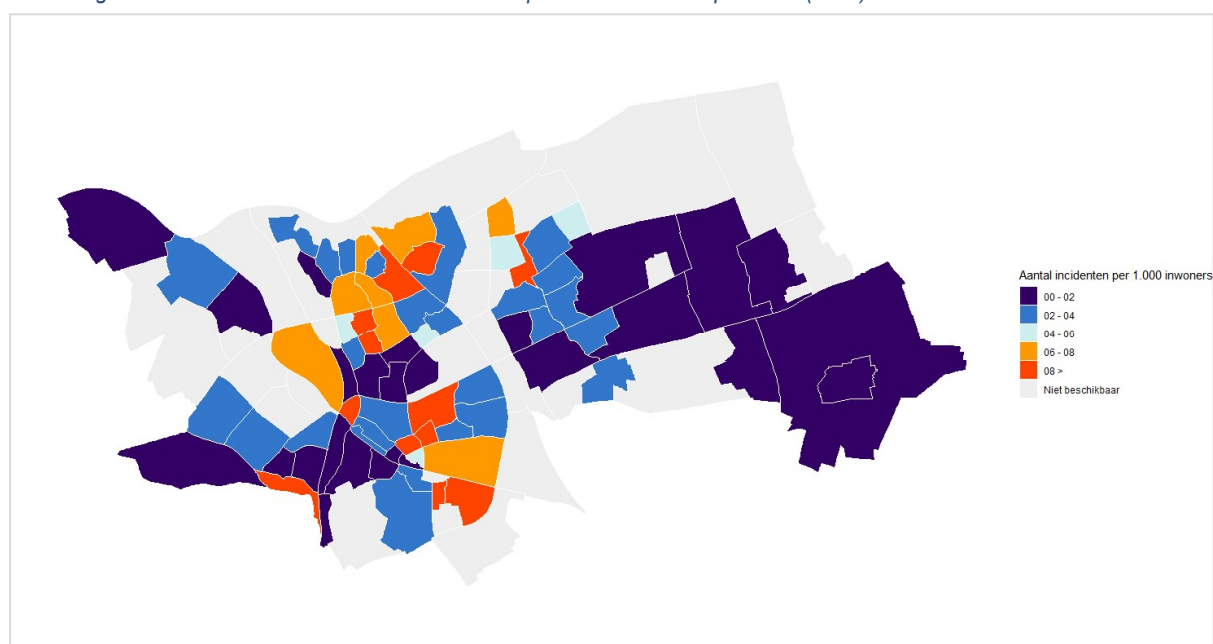 Aantal incidenten per 1.000 inwoners
00 - 02
02 - 04
04 - 06
06 - 08
08 >
Niet beschikbaar